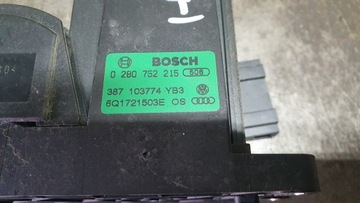 BOSCH
0 280 752 215
387 103774 YB3
6Q1721503E OS